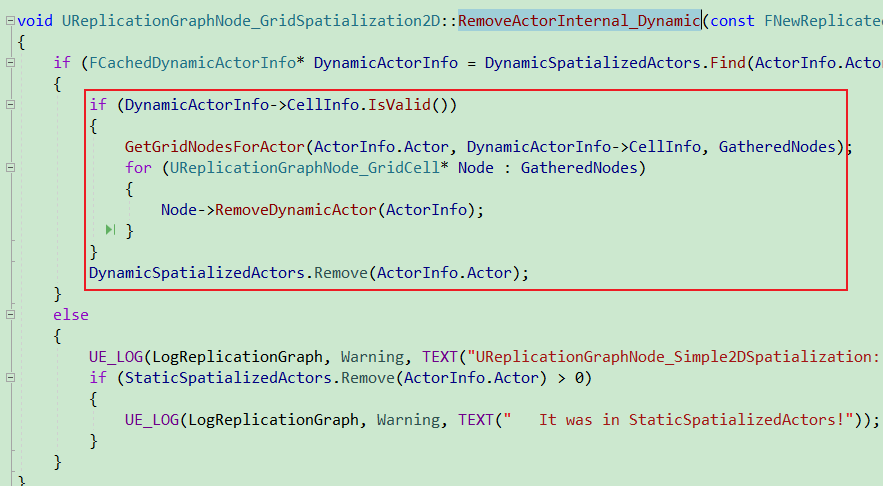 void UReplicationGraphNode_GridSpatialization2D::RemoveActorInternal_Dynamic(const FNewReplicate
{
if (FCachedDynamicActorInfo* DynamicActorInfo = DynamicSpatializedActors.Find(ActorInfo.Acto
{
if (DynamicActorInfo->CellInfo.IsValid())
{
GetGridNodesForActor(ActorInfo.Actor, DynamicActorInfo->CellInfo, GatheredNodes);
for (UReplicationGraphNode_GridCell* Node : GatheredNodes)
{
Node->RemoveDynamicActor(ActorInfo);
}
}
DynamicSpatializedActors.Remove(ActorInfo.Actor);
}
else
{
UE_LOG(LogReplicationGraph, Warning, TEXT("UReplicationGraphNode_Simple2DSpatialization:
if (StaticSpatializedActors.Remove(ActorInfo.Actor) > 0)
{
UE_LOG(LogReplicationGraph, Warning, TEXT("   It was in StaticSpatializedActors!"));
}
}
}